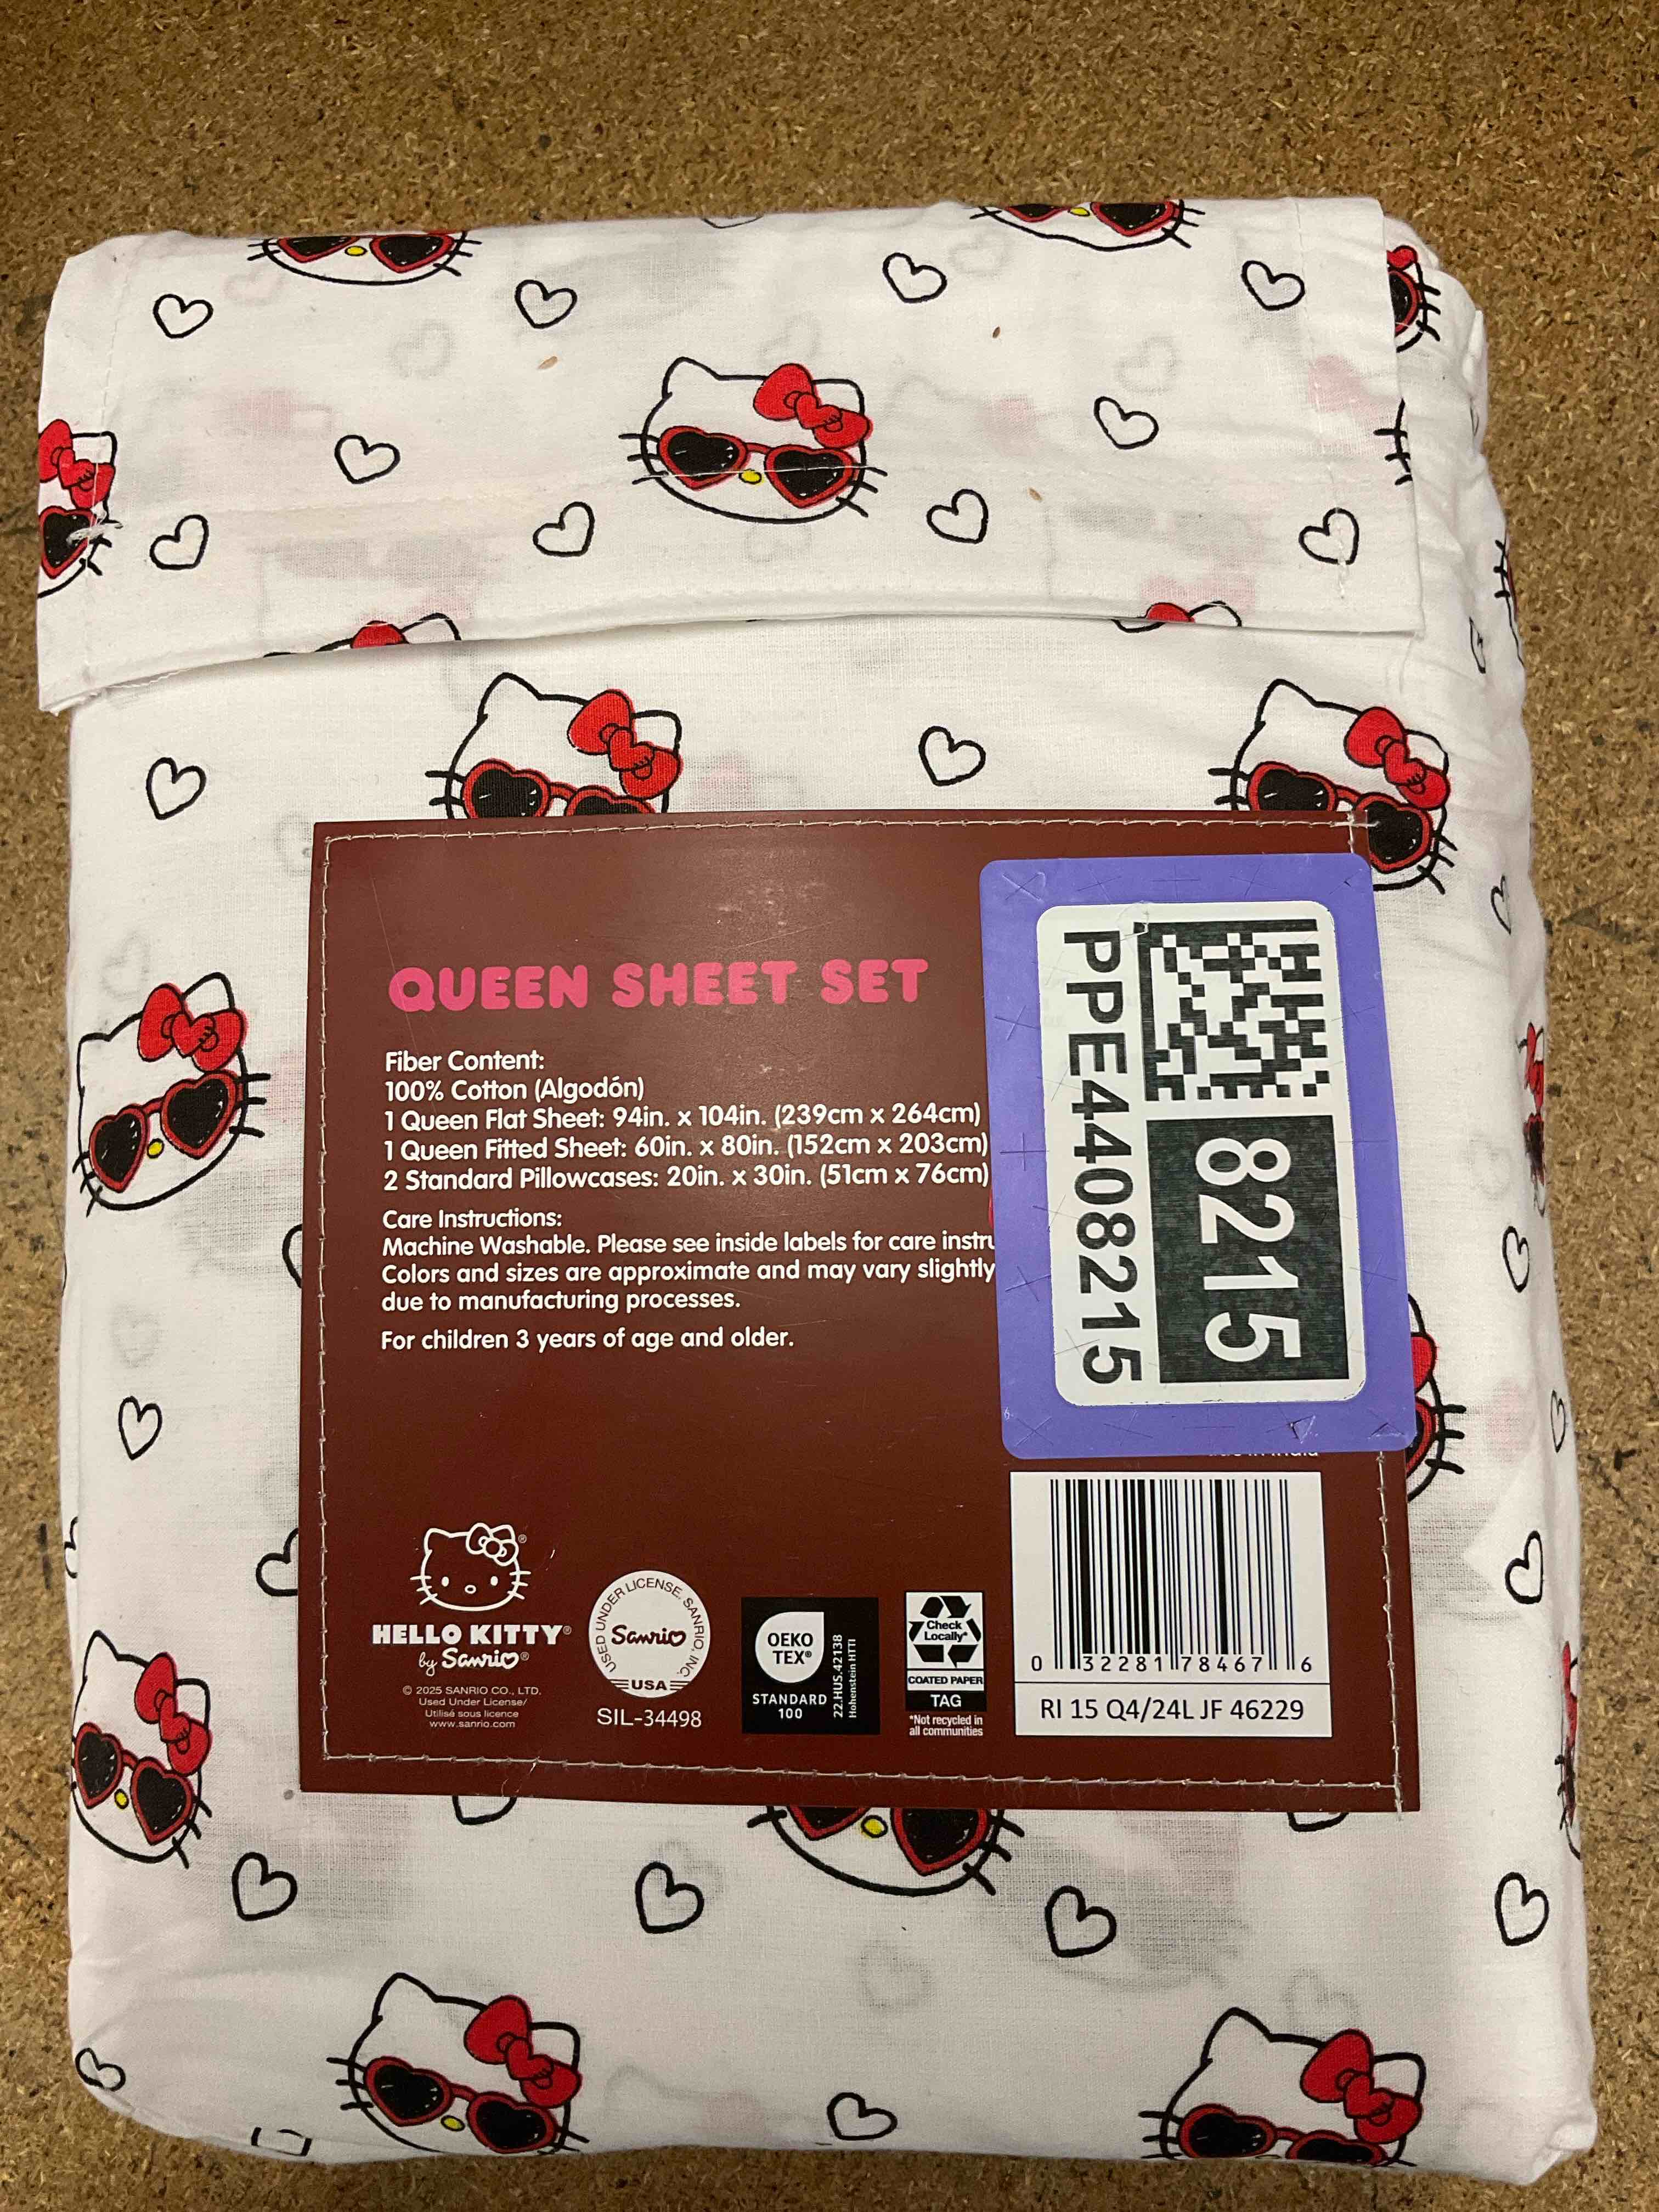 QUEEN SHEET SET
Fiber Content:
100% Cotton (Algodón)
1 Queen Flat Sheet: 94in. x 104in. (239cm x 264cm)
1 Queen Fitted Sheet: 60in. x 80in. (152cm x 203cm)
2 Standard Pillowcases: 20in. x 30in. (51cm x 76cm)
Care Instructions:
Machine Washable. Please see inside labels for care
Colors and sizes are approximate and may vary slightly
due to manufacturing processes.
For children 3 years of age and older.
PPE4408215
8215
HELLO KITTY®
by Sanrio®
© 2025 SANRIO CO., LTD.
Used Under License/
Utilisé sous licence
www.sanrio.com
USED UNDER LICENSE. SANRIO, INC.
Sanrio
USA
SIL-34498
OEKO
TEX®
STANDARD
100
22.HUS.42138
Hohenstein HTTI
Check
Locally*
COATED PAPER
TAG
*Not recycled in
all communities
0 32281 78467 6
RI 15 Q4/24L JF 46229